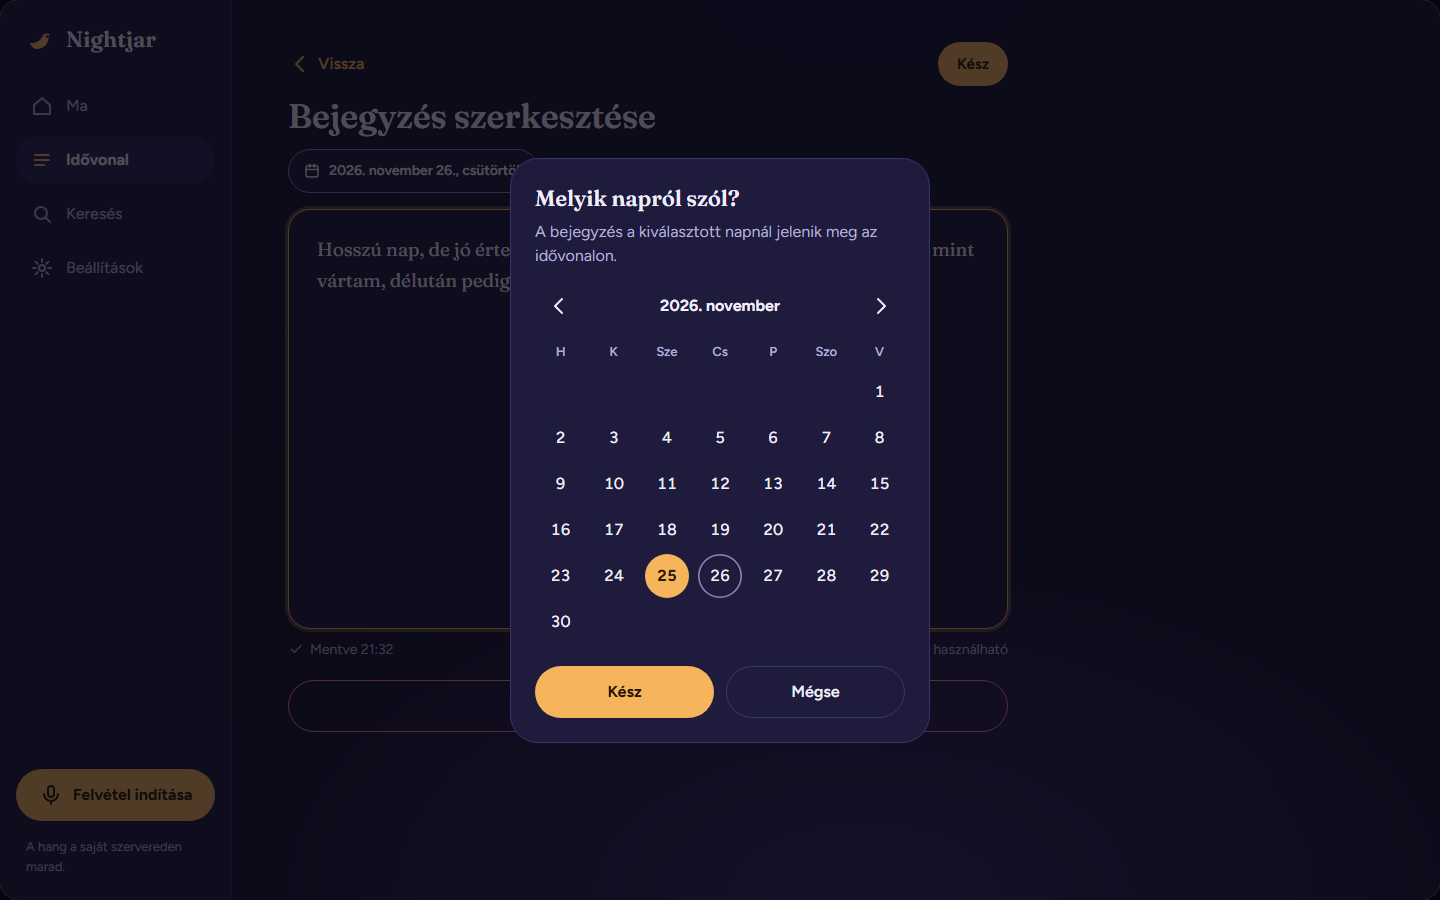 Nightjar
Ma
Idővonal
Keresés
Beállítások
Felvétel indítása
A hang a saját szervereden
marad.
Vissza
Kész
Bejegyzés szerkesztése
2026. november 26.,
Hosszú nap, de jó
mint
vártam, délután pedig
Mentve 21:32
használható
Melyik napról szól?
A bejegyzés a kiválasztott napnál jelenik meg az
idővonalon.
2026. november
H K Sze Cs P Szo V
1
2 3 4 5 6 7 8
9 10 11 12 13 14 15
16 17 18 19 20 21 22
23 24 25 26 27 28 29
30
Kész
Mégse